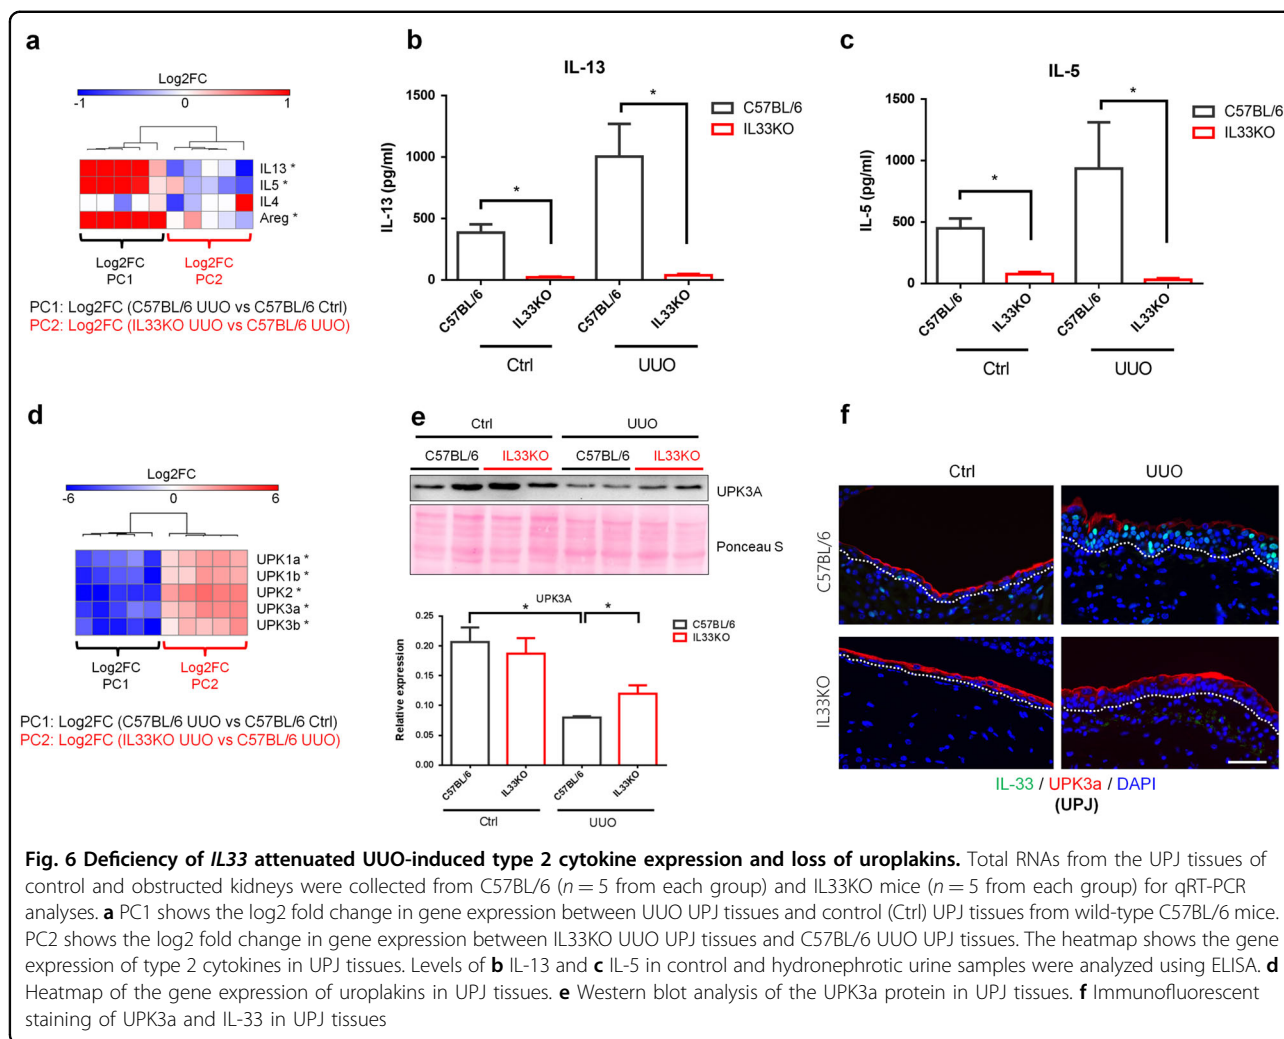 a
Log2FC
-1 0 1
IL13 *
IL5 *
IL4
Areg *
Log2FC PC1
Log2FC PC2
PC1: Log2FC (C57BL/6 UUO vs C57BL/6 Ctrl)
PC2: Log2FC (IL33KO UUO vs C57BL/6 UUO)
b
IL-13
IL-13 (pg/ml)
1500
1000
500
0
*
*
C57BL/6
IL33KO
C57BL/6
IL33KO
C57BL/6
IL33KO
Ctrl
UUO
c
IL-5
IL-5 (pg/ml)
1500
1000
500
0
*
*
C57BL/6
IL33KO
C57BL/6
IL33KO
C57BL/6
IL33KO
Ctrl
UUO
d
Log2FC
-6 0 6
UPK1a *
UPK1b *
UPK2 *
UPK3a *
UPK3b *
Log2FC PC1
Log2FC PC2
PC1: Log2FC (C57BL/6 UUO vs C57BL/6 Ctrl)
PC2: Log2FC (IL33KO UUO vs C57BL/6 UUO)
e
Ctrl UUO
C57BL/6 IL33KO C57BL/6 IL33KO
UPK3A
Ponceau S
UPK3A
Relative expression
0.25
0.20
0.15
0.10
0.05
0.00
*
*
C57BL/6
IL33KO
C57BL/6
IL33KO
C57BL/6
IL33KO
Ctrl
UUO
f
Ctrl UUO
C57BL/6
IL33KO
IL-33 / UPK3a / DAPI
(UPJ)
Fig. 6 Deficiency of IL33 attenuated UUO-induced type 2 cytokine expression and loss of uroplakins. Total RNAs from the UPJ tissues of
control and obstructed kidneys were collected from C57BL/6 (n = 5 from each group) and IL33KO mice (n = 5 from each group) for qRT-PCR
analyses. a PC1 shows the log2 fold change in gene expression between UUO UPJ tissues and control (Ctrl) UPJ tissues from wild-type C57BL/6 mice.
PC2 shows the log2 fold change in gene expression between IL33KO UUO UPJ tissues and C57BL/6 UUO UPJ tissues. The heatmap shows the gene
expression of type 2 cytokines in UPJ tissues. Levels of b IL-13 and c IL-5 in control and hydronephrotic urine samples were analyzed using ELISA. d
Heatmap of the gene expression of uroplakins in UPJ tissues. e Western blot analysis of the UPK3a protein in UPJ tissues. f Immunofluorescent
staining of UPK3a and IL-33 in UPJ tissues